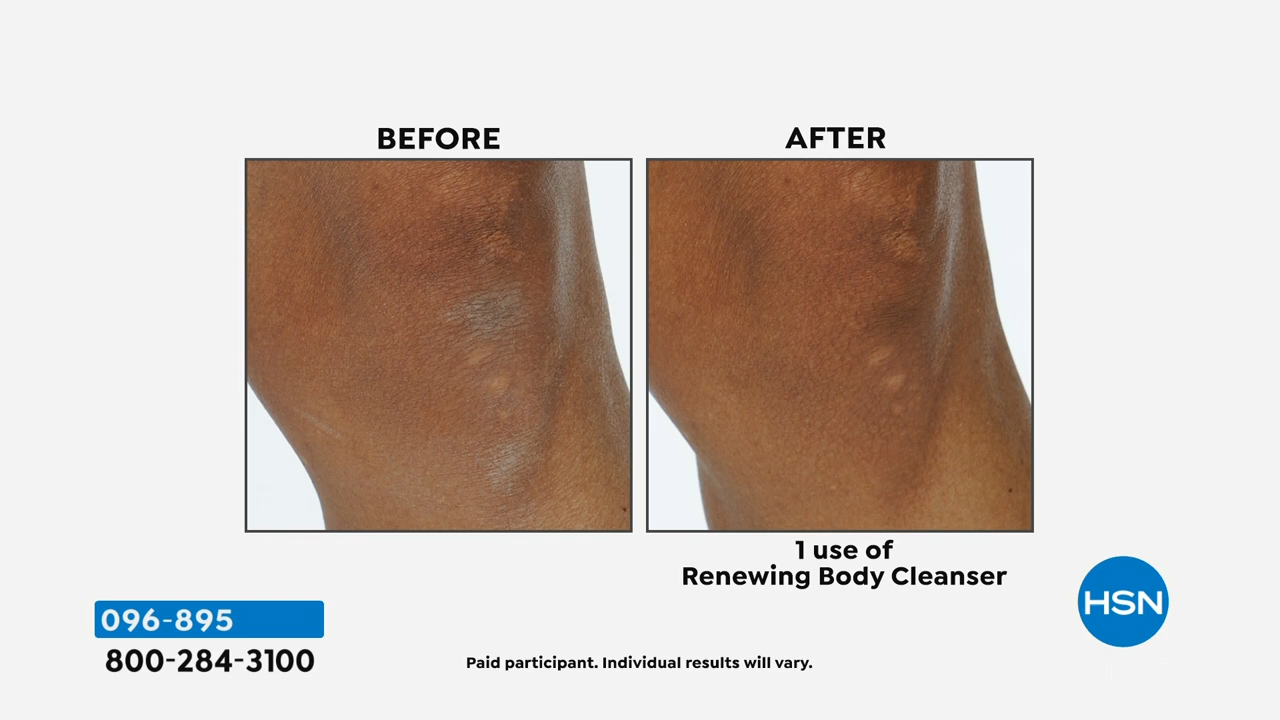 BEFORE
AFTER
1 use of
Renewing Body Cleanser
096-895
800-284-3100
Paid participant. Individual results will vary.
HSN